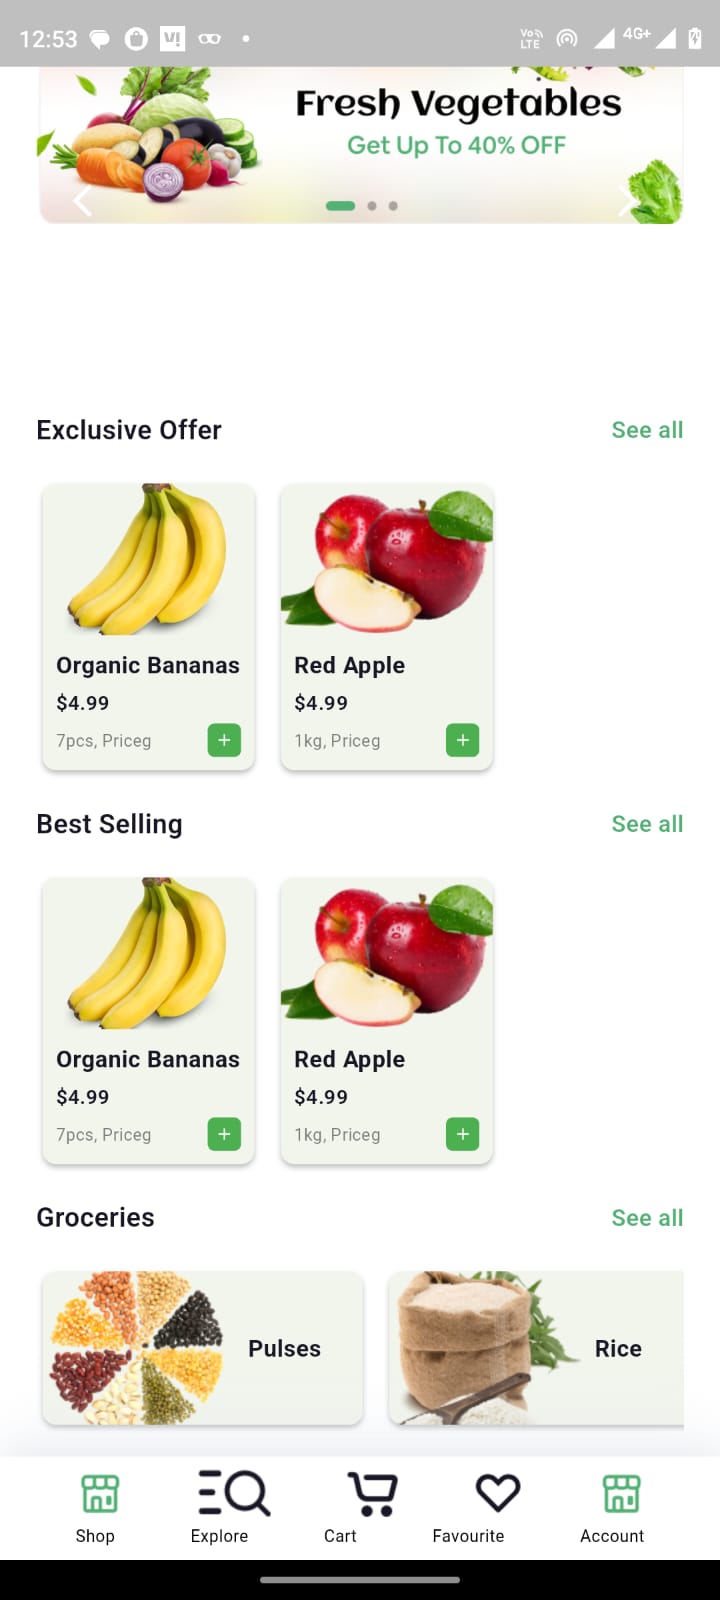 12:53
Vo LTE 4G+
Fresh Vegetables
Get Up To 40% OFF
Exclusive Offer See all
Organic Bananas Red Apple
$4.99 $4.99
7pcs, Priceg + 1kg, Priceg +
Best Selling See all
Organic Bananas Red Apple
$4.99 $4.99
7pcs, Priceg + 1kg, Priceg +
Groceries See all
Pulses Rice
Shop Explore Cart Favourite Account